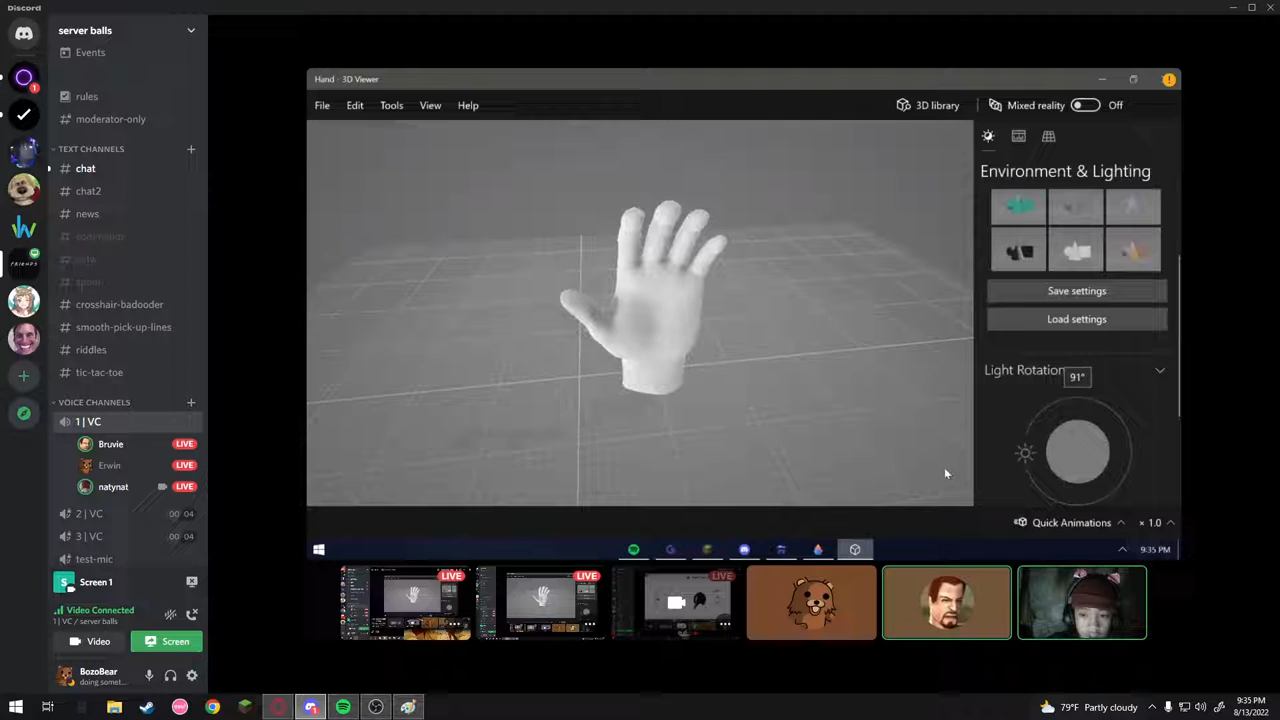 Discord
server balls
Events
rules
moderator-only
TEXT CHANNELS
chat
chat2
news
crosshair-badooder
smooth-pick-up-lines
riddles
tic-tac-toe
VOICE CHANNELS
1 | VC
Bruvie LIVE
Erwin LIVE
natynat LIVE
2 | VC 00 04
3 | VC 00 04
test-mic
Screen 1
Video Connected
1 | VC / server balls
Video Screen
BozoBear
doing somet...
FRIENDS
Hand - 3D Viewer
File Edit Tools View Help 3D library Mixed reality Off
Environment & Lighting
Save settings
Load settings
Light Rotation
91°
Quick Animations × 1.0
9:35 PM
LIVE LIVE LIVE
79°F Partly cloudy
9:35 PM
8/13/2022